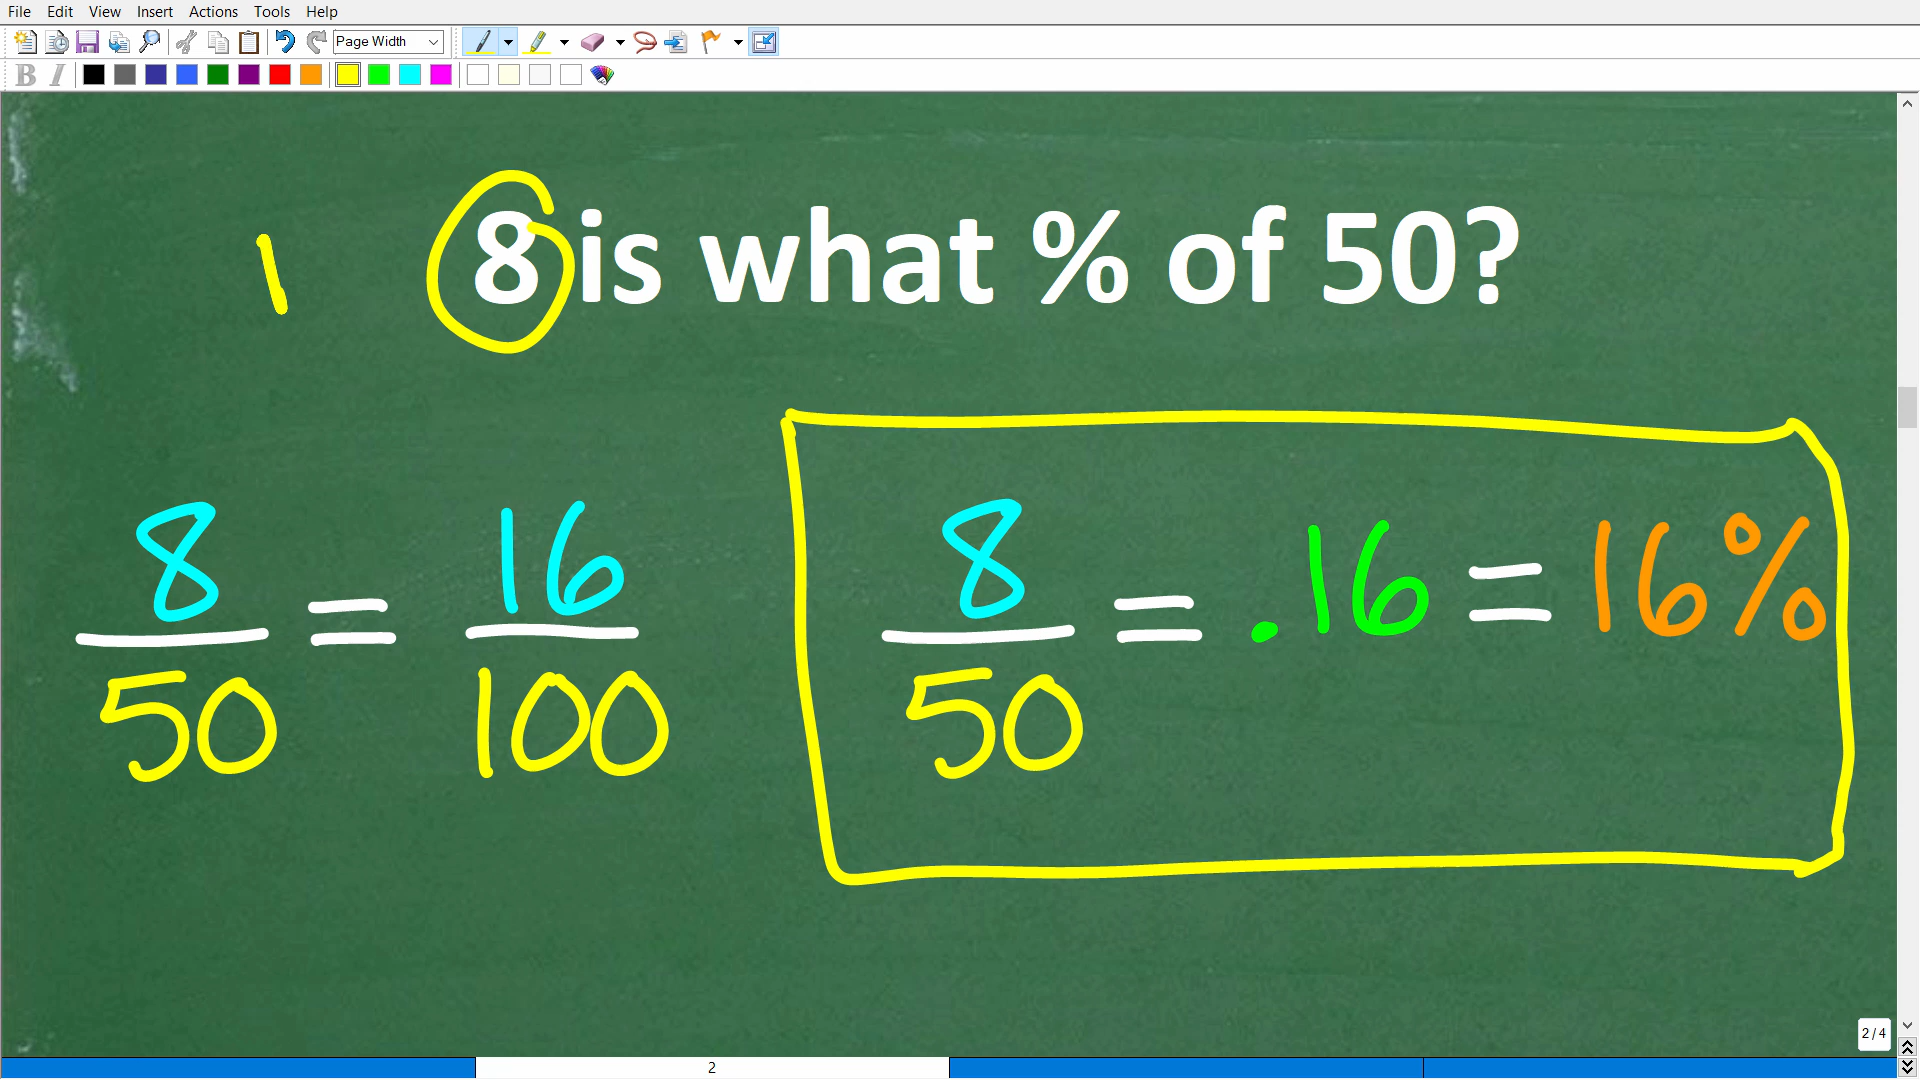 File Edit View Insert Actions Tools Help
Page Width
B I
1 8 is what % of 50?
8/50 = 16/100
8/50 = .16 = 16%
2 / 4
2